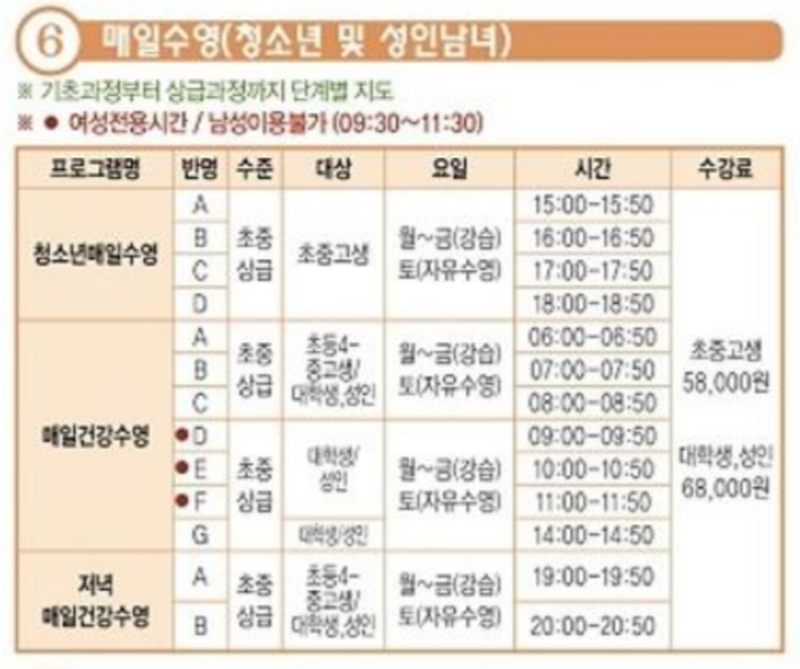 6 매일수영(청소년 및 성인남녀)
※ 기초과정부터 상급과정까지 단계별 지도
※ ● 여성전용시간 / 남성이용불가 (09:30~11:30)
프로그램명 반명 수준 대상 요일 시간 수강료
청소년매일수영
A
B
C
D
초중
상급
초중고생
월~금(강습)
토(자유수영)
15:00-15:50
16:00-16:50
17:00-17:50
18:00-18:50
매일건강수영
A
B
C
초중
상급
초등4-
중고생/
대학생,성인
월~금(강습)
토(자유수영)
06:00-06:50
07:00-07:50
08:00-08:50
●D
●E
●F
G
초중
상급
대학생/
성인
대학생/성인
월~금(강습)
토(자유수영)
09:00-09:50
10:00-10:50
11:00-11:50
14:00-14:50
저녁
매일건강수영
A
B
초중
상급
초등4-
중고생/
대학생,성인
월~금(강습)
토(자유수영)
19:00-19:50
20:00-20:50
초중고생
58,000원
대학생,성인
68,000원